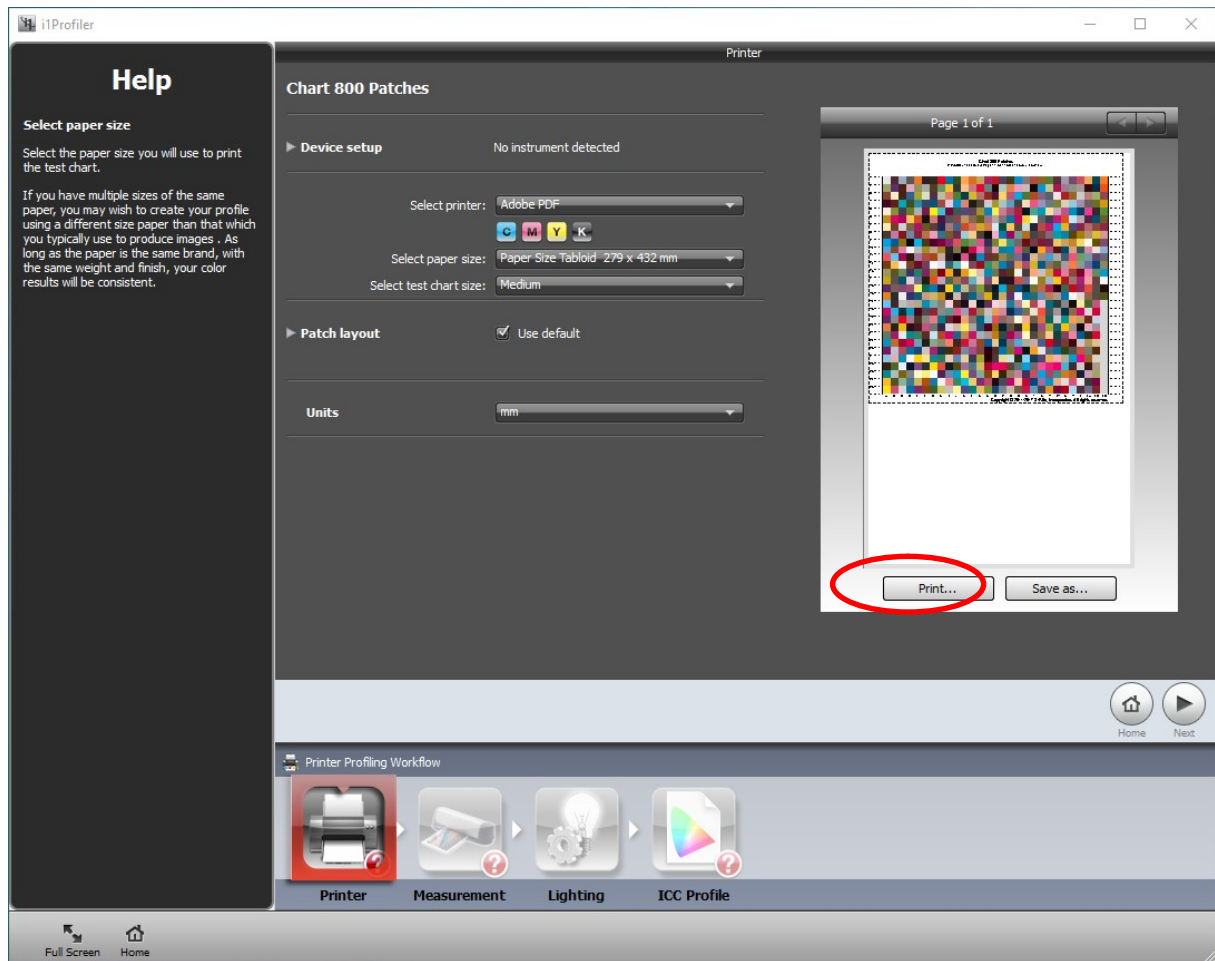 i1Profiler
Printer
Help
Select paper size
Select the paper size you will use to print
the test chart.
If you have multiple sizes of the same
paper, you may wish to create your profile
using a different size paper than that which
you typically use to produce images . As
long as the paper is the same brand, with
the same weight and finish, your color
results will be consistent.
Chart 800 Patches
Device setup No instrument detected
Select printer: Adobe PDF
C M Y K
Select paper size: Paper Size Tabloid 279 x 432 mm
Select test chart size: Medium
Patch layout Use default
Units mm
Page 1 of 1
Chart 800 Patches
Print... Save as...
Home Next
Printer Profiling Workflow
Printer Measurement Lighting ICC Profile
Full Screen Home